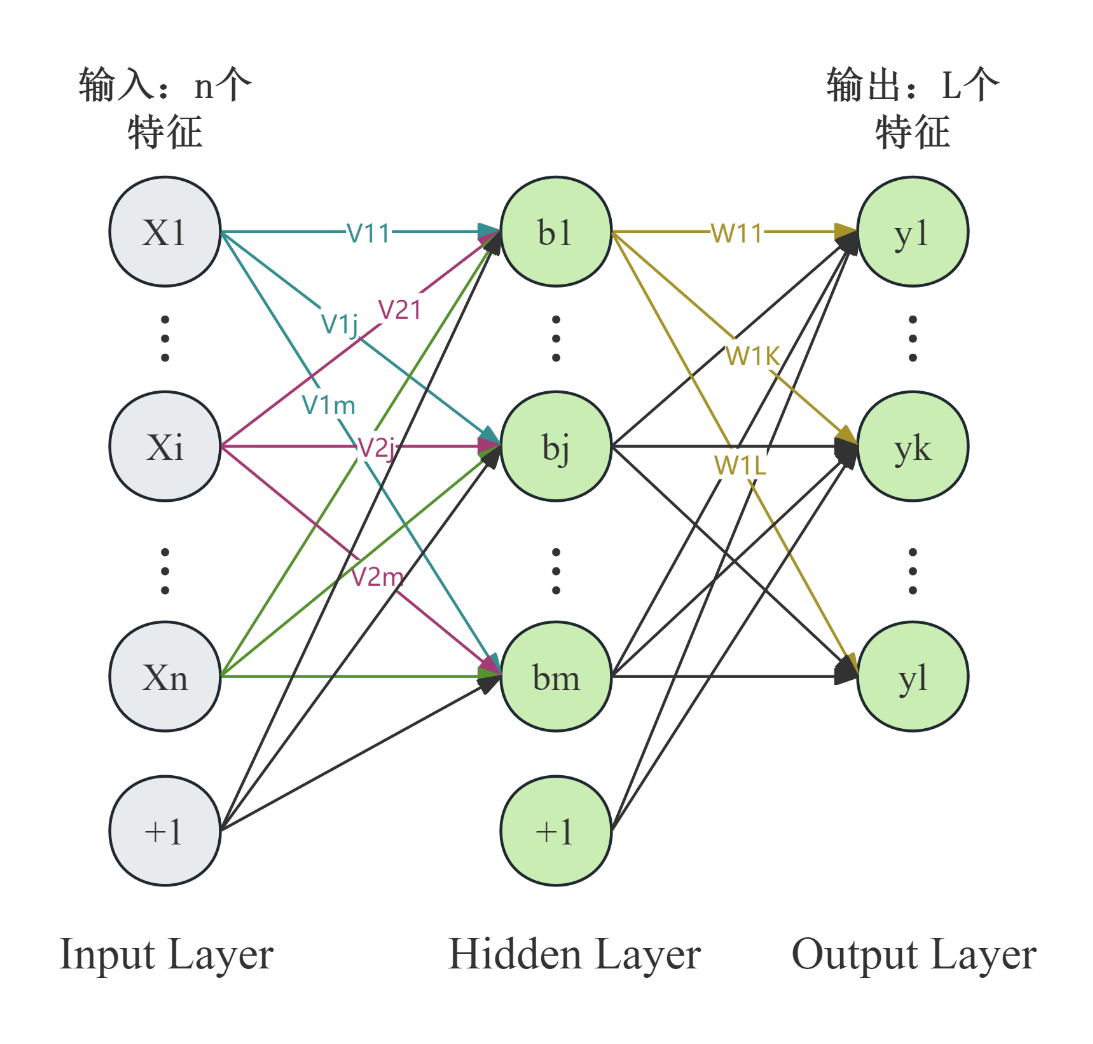 输入：n个
特征
输出：L个
特征
X1
V11
b1
W11
y1
V21
V1j
W1K
V1m
Xi
V2j
bj
yk
W1L
V2m
Xn
bm
yl
+1
+1
Input Layer
Hidden Layer
Output Layer